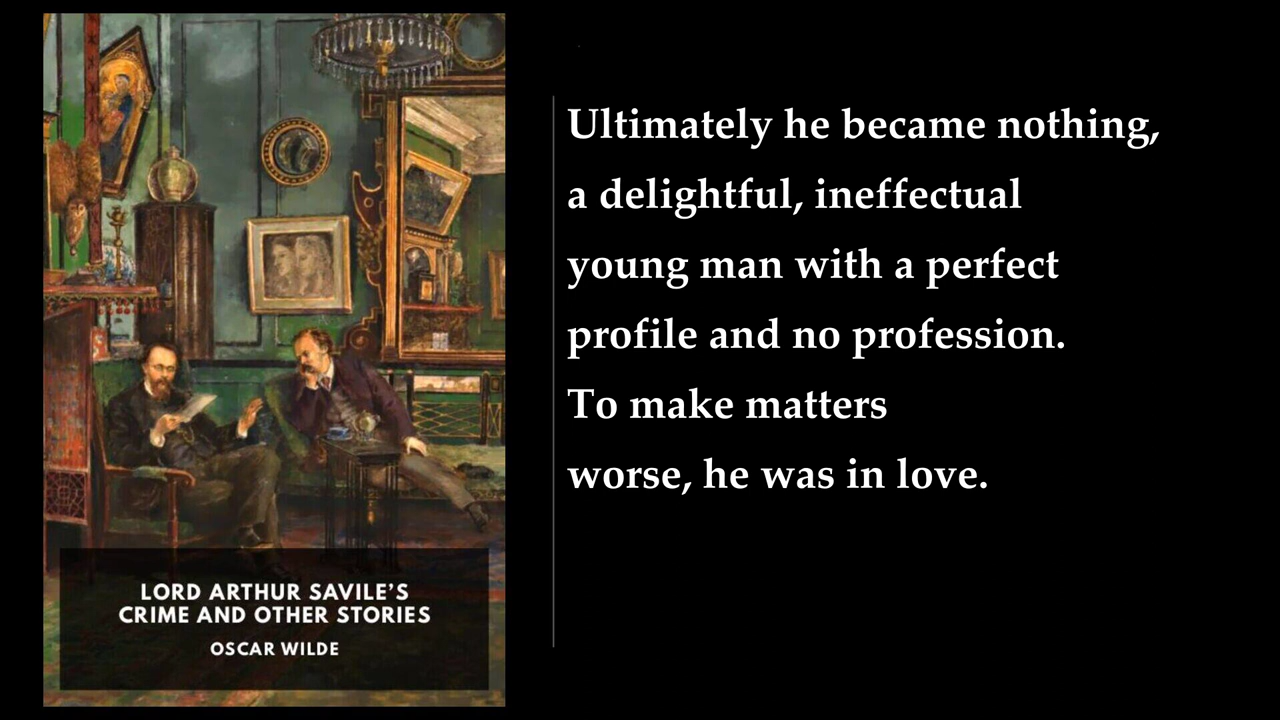 LORD ARTHUR SAVILE’S
CRIME AND OTHER STORIES
OSCAR WILDE
Ultimately he became nothing,
a delightful, ineffectual
young man with a perfect
profile and no profession.
To make matters
worse, he was in love.